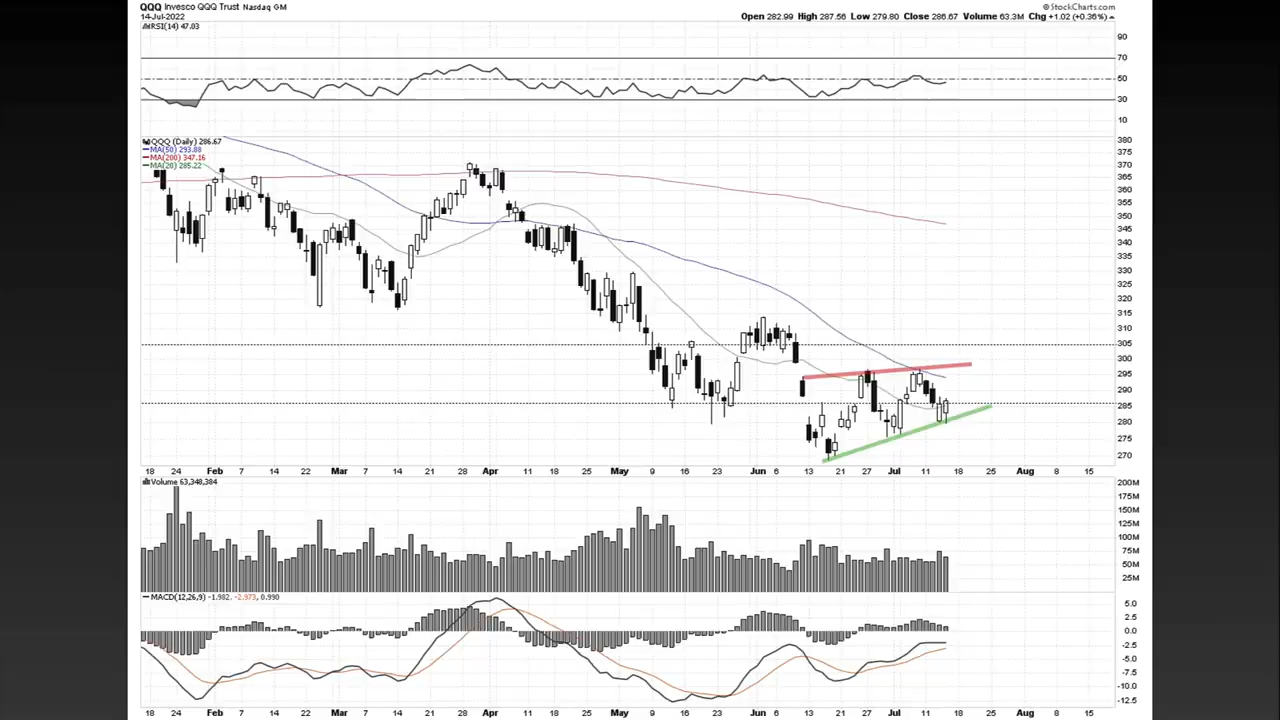 QQQ Invesco QQQ Trust Nasdaq GM
© StockCharts.com
14-Jul-2022
Open 282.99 High 287.56 Low 279.80 Close 286.67 Volume 63.3M Chg +1.02 (+0.36%)
RSI(14) 47.03
90
70
50
30
10
QQQ (Daily) 286.67
MA(50) 293.88
MA(200) 347.16
MA(20) 285.22
380
375
370
365
360
355
350
345
340
335
330
325
320
315
310
305
300
295
290
285
280
275
270
18 24 Feb 7 14 22 Mar 7 14 21 28 Apr 11 18 25 May 9 16 23 Jun 6 13 21 27 Jul 11 18 25 Aug 8 15
Volume 63,348,384
200M
175M
150M
125M
100M
75M
50M
25M
MACD(12,26,9) -1.982, -2.973, 0.990
5.0
2.5
0.0
-2.5
-5.0
-7.5
-10.0
-12.5
18 24 Feb 7 14 22 Mar 7 14 21 28 Apr 11 18 25 May 9 16 23 Jun 6 13 21 27 Jul 11 18 25 Aug 8 15